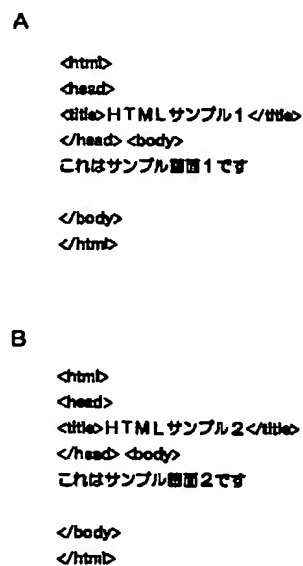 A
<html>
<head>
<title>HTMLサンプル1</title>
</head> <body>
これはサンプル画面1です
</body>
</html>
B
<html>
<head>
<title>HTMLサンプル2</title>
</head> <body>
これはサンプル画面2です
</body>
</html>